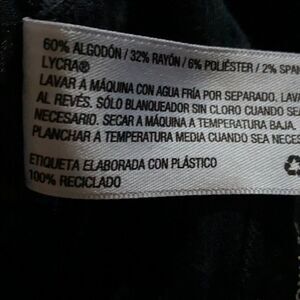 60% ALGODÓN / 32% RAYÓN / 6% POLIÉSTER / 2% SPAN
LYCRA®
LAVAR A MÁQUINA CON AGUA FRÍA POR SEPARADO. LAVA
AL REVÉS. SÓLO BLANQUEADOR SIN CLORO CUANDO SEA
NECESARIO. SECAR A MÁQUINA A TEMPERATURA BAJA.
PLANCHAR A TEMPERATURA MEDIA CUANDO SEA NECES
ETIQUETA ELABORADA CON PLÁSTICO
100% RECICLADO